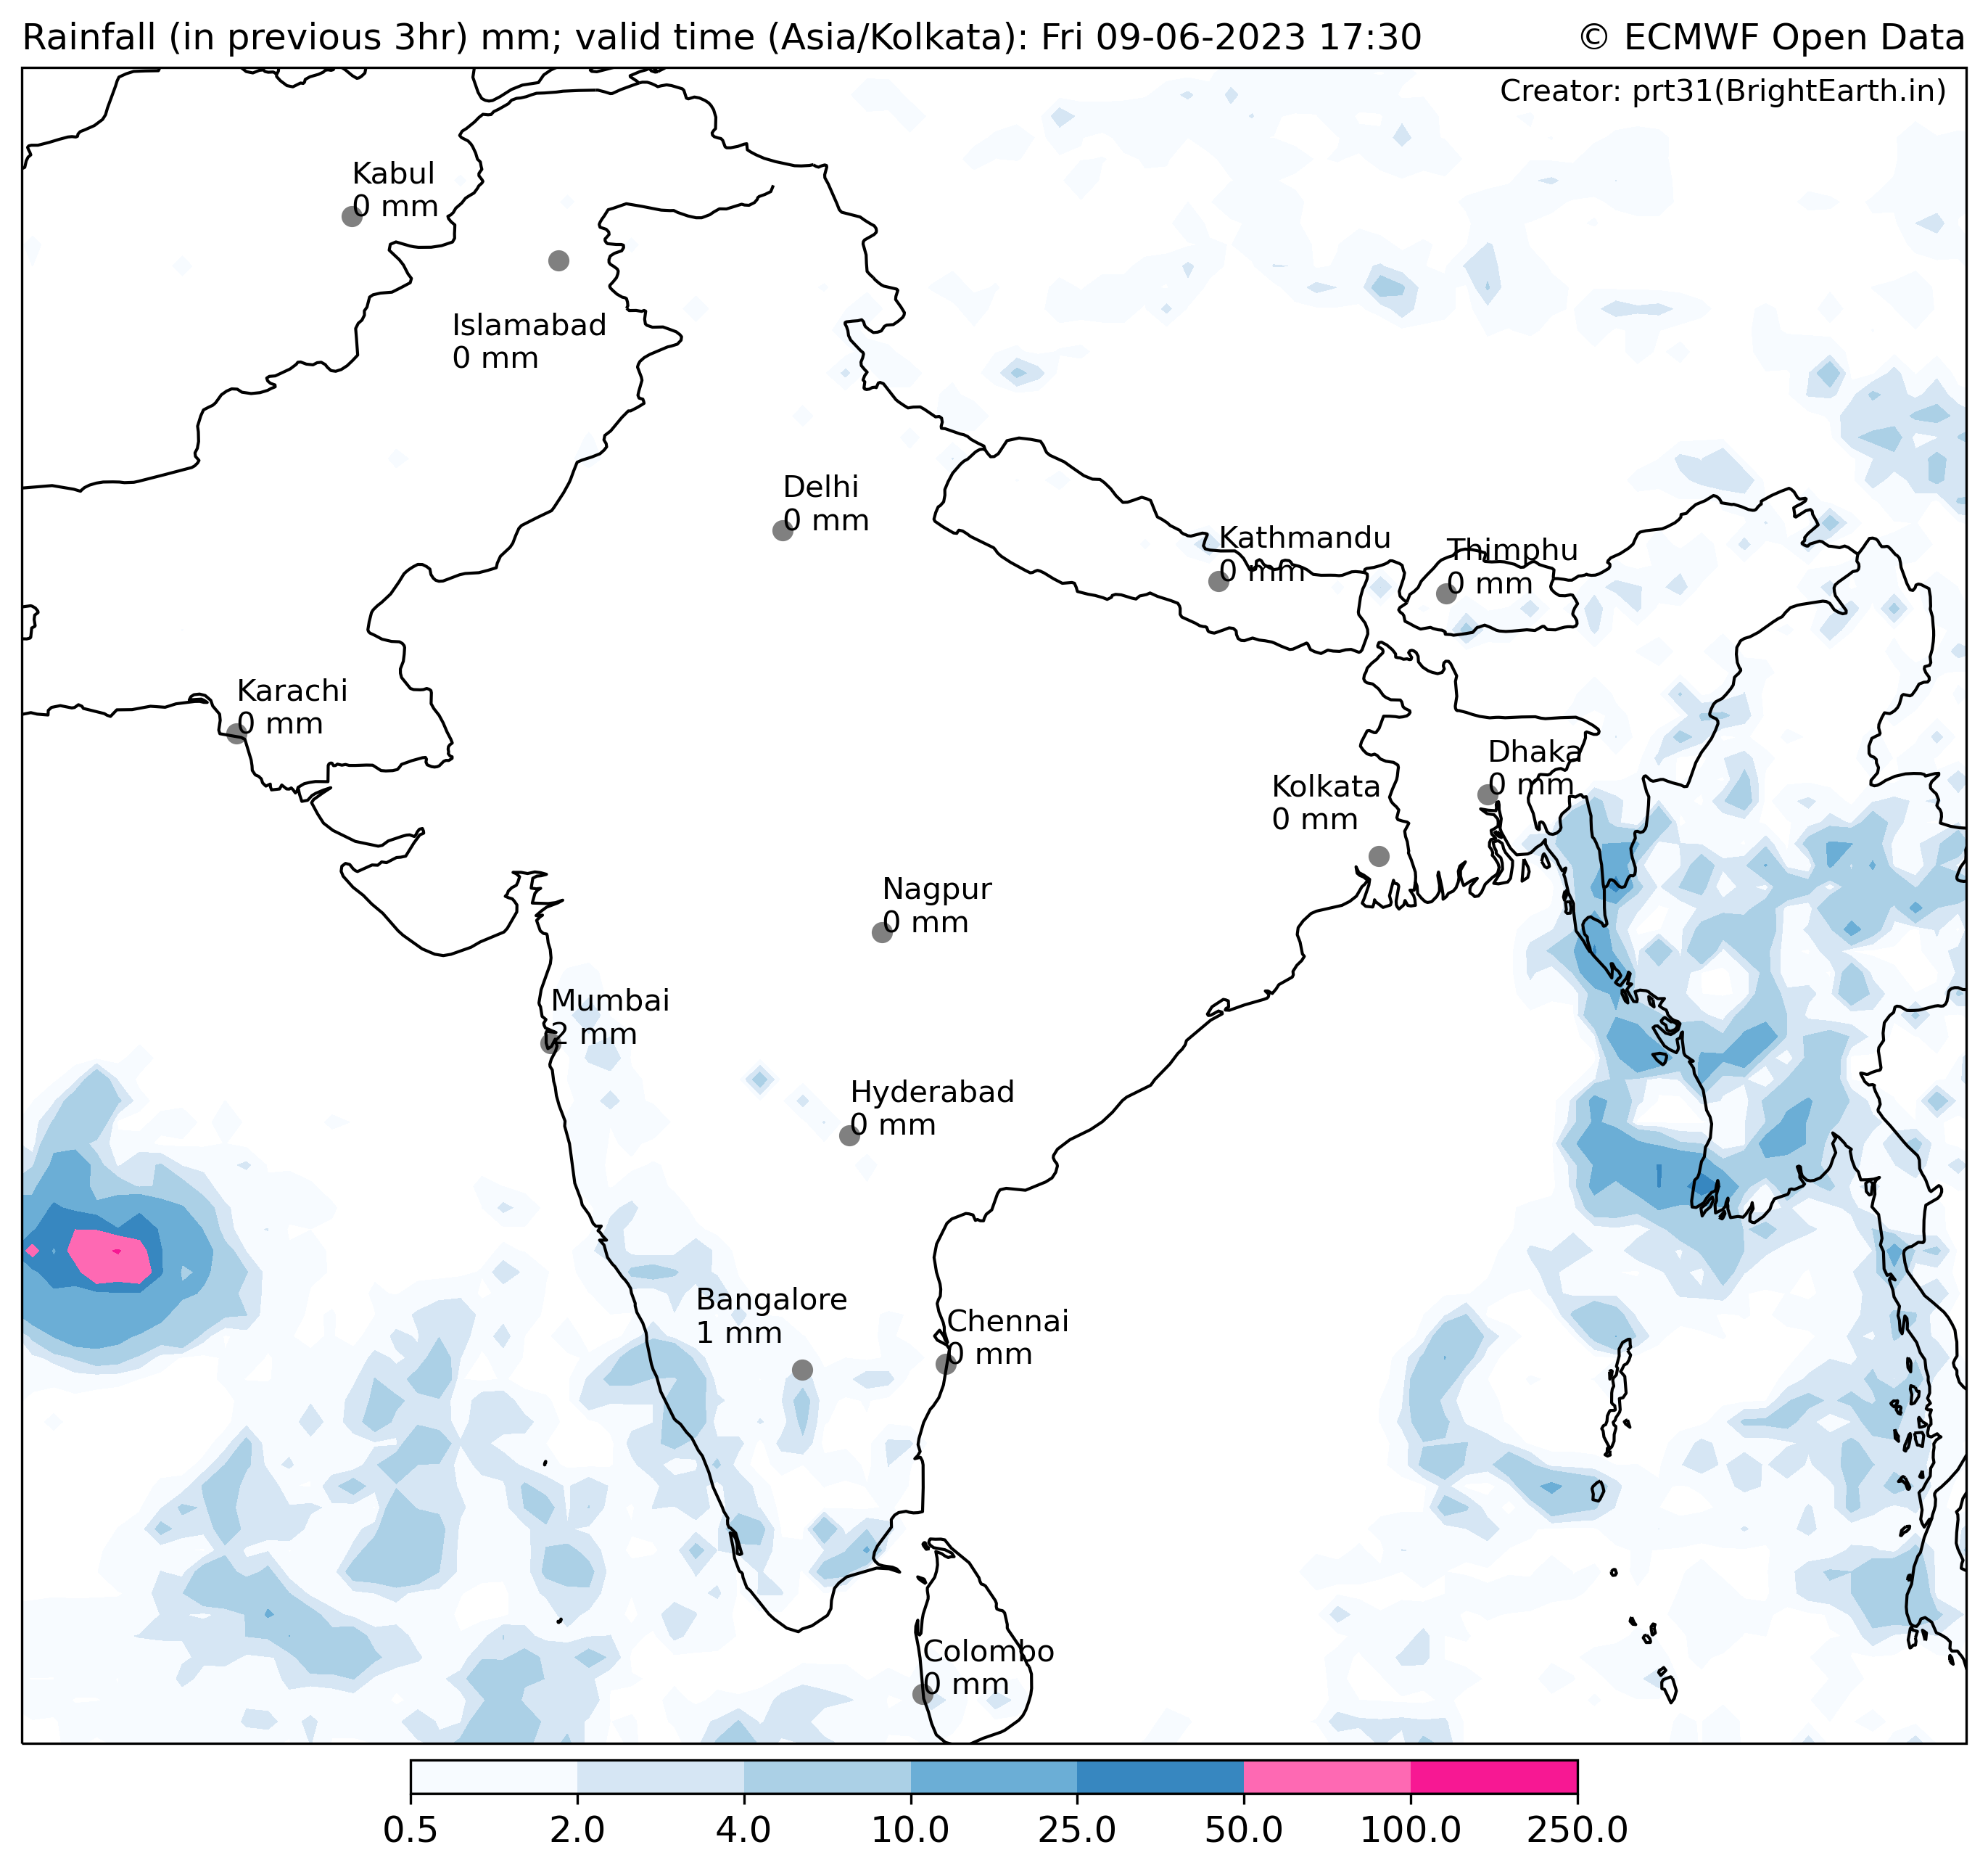 Rainfall (in previous 3hr) mm; valid time (Asia/Kolkata): Fri 09-06-2023 17:30
© ECMWF Open Data
Creator: prt31(BrightEarth.in)
Kabul
0 mm
Islamabad
0 mm
Delhi
0 mm
Kathmandu
0 mm
Thimphu
0 mm
Karachi
0 mm
Dhaka
0 mm
Kolkata
0 mm
Nagpur
0 mm
Mumbai
2 mm
Hyderabad
0 mm
Bangalore
1 mm
Chennai
0 mm
Colombo
0 mm
0.5 2.0 4.0 10.0 25.0 50.0 100.0 250.0